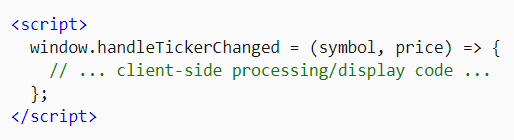 <script>
window.handleTickerChanged = (symbol, price) => {
// ... client-side processing/display code ...
};
</script>